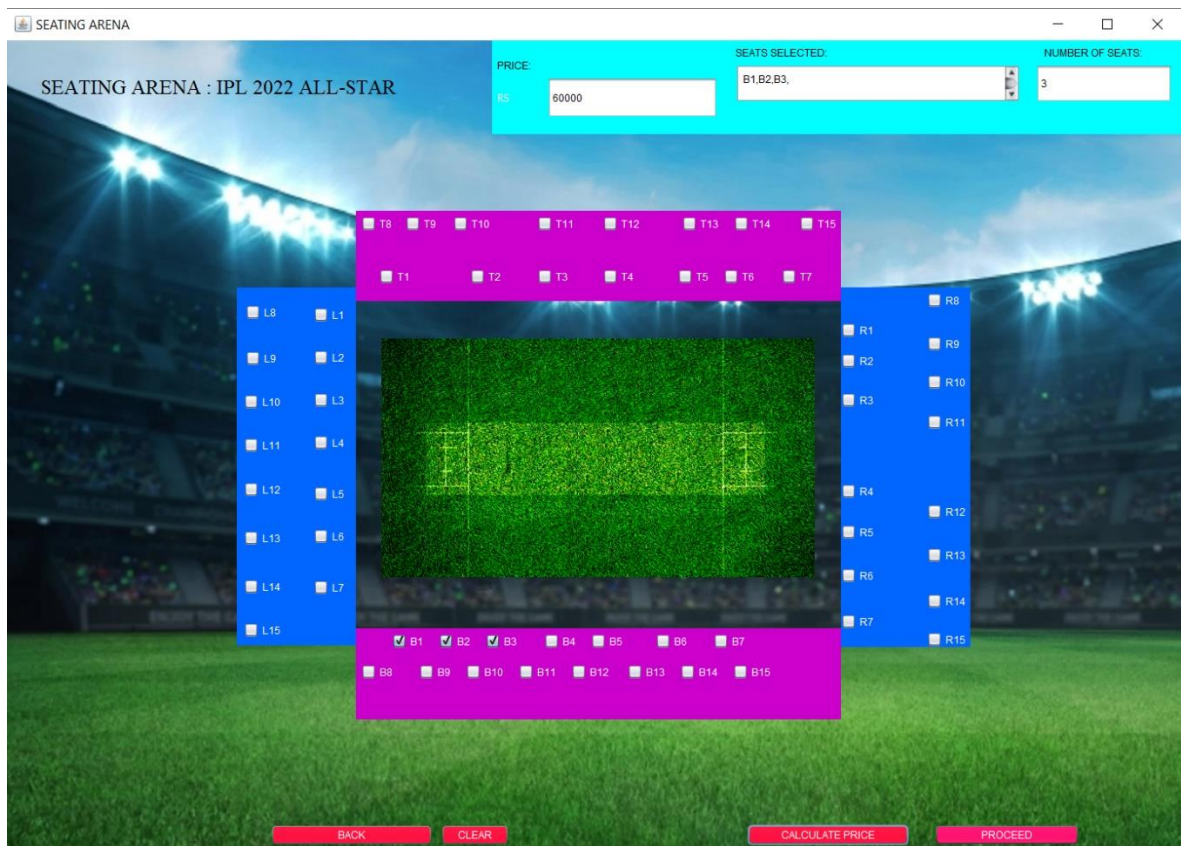 SEATING ARENA
SEATING ARENA : IPL 2022 ALL-STAR
PRICE:
SEATS SELECTED:
NUMBER OF SEATS:
RS
60000
B1,B2,B3,
3
T8 T9 T10 T11 T12 T13 T14 T15
T1 T2 T3 T4 T5 T6 T7
L8 L1
L9 L2
L10 L3
L11 L4
L12 L5
L13 L6
L14 L7
L15
R8
R1
R9
R2
R10
R3
R11
R4
R12
R5
R13
R6
R14
R7
R15
B1 B2 B3 B4 B5 B6 B7
B8 B9 B10 B11 B12 B13 B14 B15
BACK CLEAR CALCULATE PRICE PROCEED